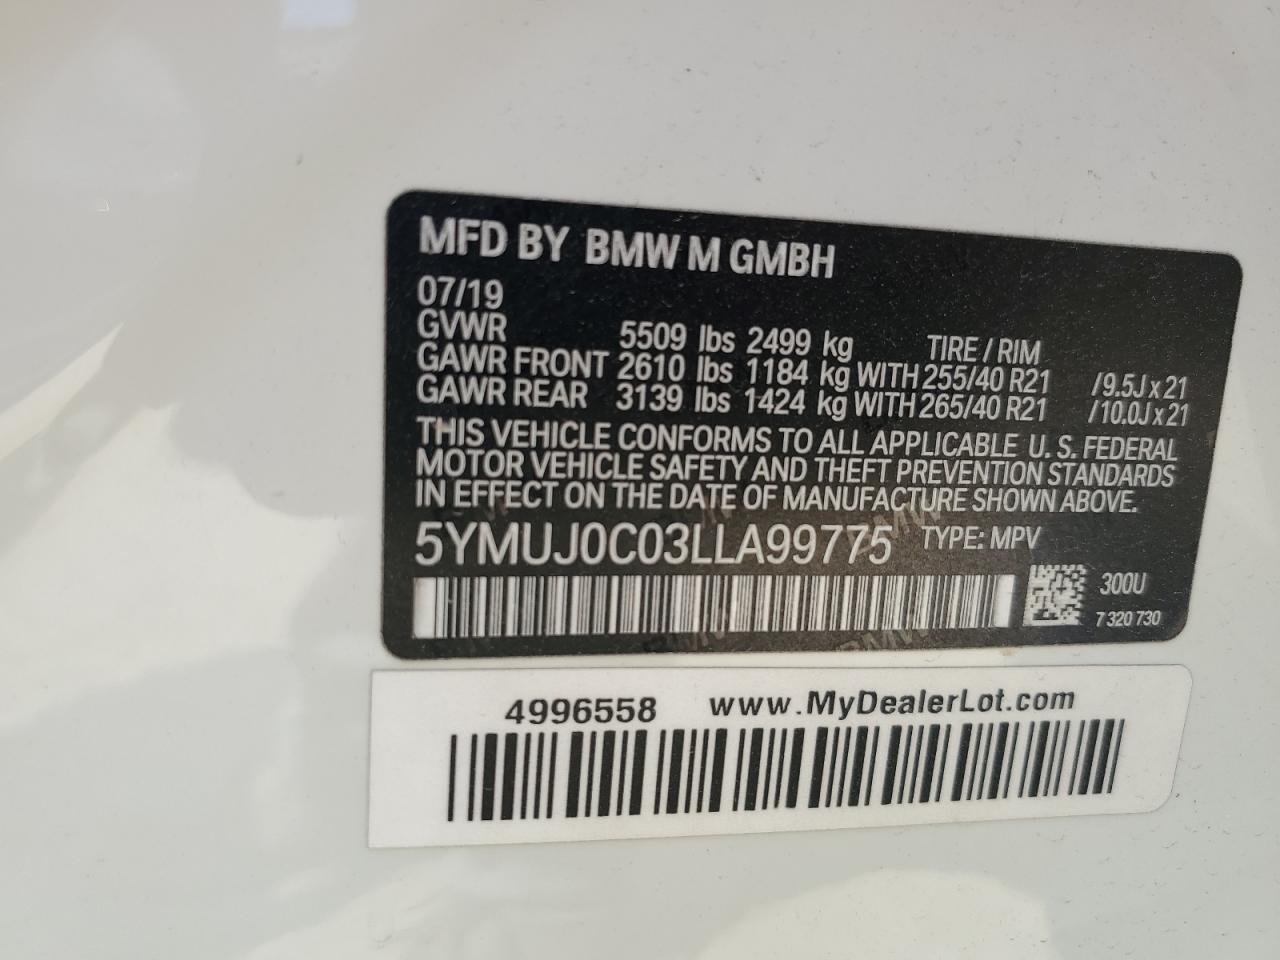 MFD BY BMW M GMBH
07/19
GVWR 5509 lbs 2499 kg TIRE / RIM
GAWR FRONT 2610 lbs 1184 kg WITH 255/40 R21 /9.5J x 21
GAWR REAR 3139 lbs 1424 kg WITH 265/40 R21 /10.0J x 21
THIS VEHICLE CONFORMS TO ALL APPLICABLE U. S. FEDERAL
MOTOR VEHICLE SAFETY AND THEFT PREVENTION STANDARDS
IN EFFECT ON THE DATE OF MANUFACTURE SHOWN ABOVE.
5YMUJ0C03LLA99775 TYPE: MPV
300U
7 320 730
4996558 www.MyDealerLot.com